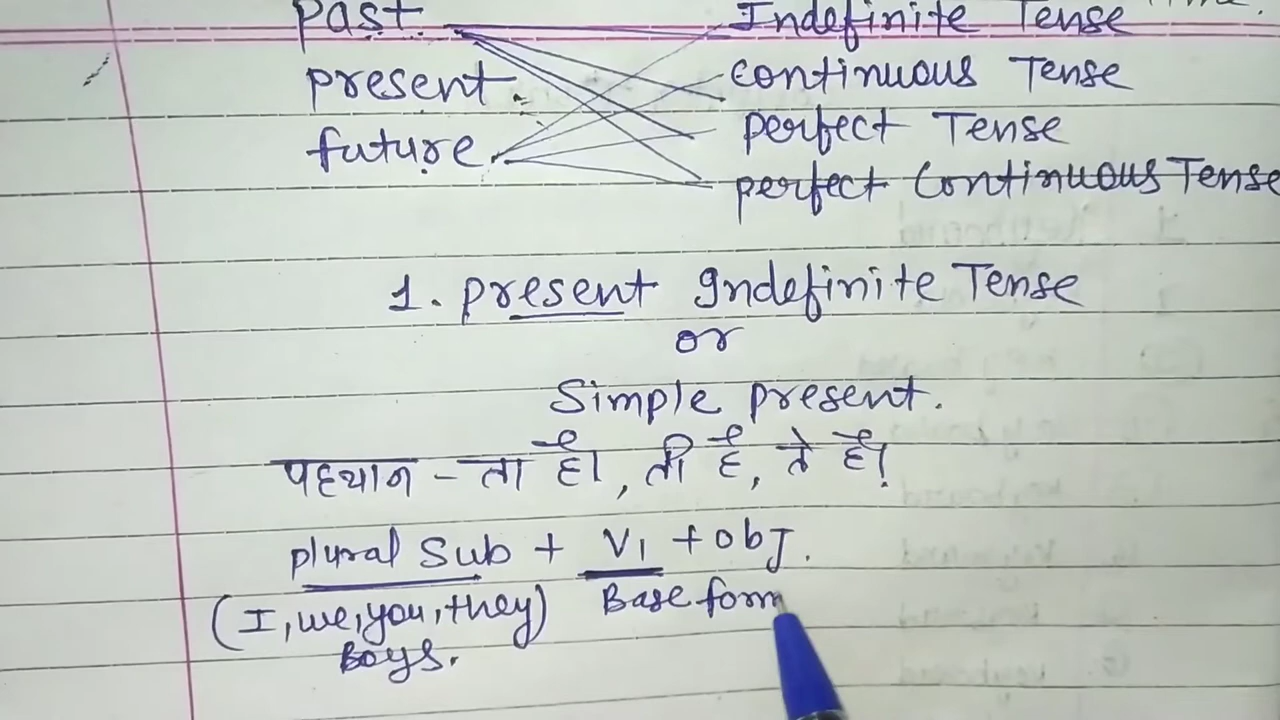 past Indefinite Tense
present continuous Tense
future perfect Tense
perfect Continuous Tense
1. present Indefinite Tense
or
Simple present.
पहचान - ता है।, ती है, ते है।
plural Sub + V1 + obj.
(I, we, you, they) Base form
Boys.